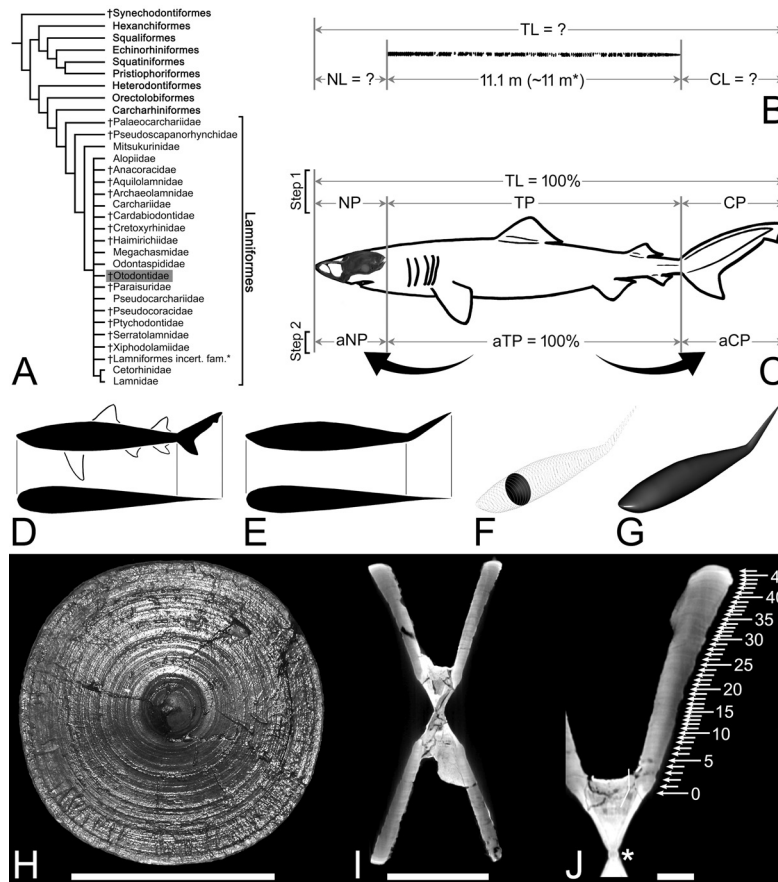 †Synechodontiformes
Hexanchiformes
Squaliformes
Echinorhiniformes
Squatiniformes
Pristiophoriformes
Heterodontiformes
Orectolobiformes
Carcharhiniformes
†Palaeocarchariidae
†Pseudoscapanorhynchidae
Mitsukurinidae
Alopiidae
†Anacoracidae
†Aquilolamnidae
†Archaeolamnidae
Carchariidae
†Cardabiodontidae
†Cretoxyrhinidae
†Haimirichiidae
Megachasmidae
Odontaspididae
†Otodontidae
†Paraisuridae
Pseudocarchariidae
†Pseudocoracidae
†Ptychodontidae
†Serratolamnidae
†Xiphodolamiidae
†Lamniformes incert. fam.*
Cetorhinidae
Lamnidae
Lamniformes
A
TL = ?
NL = ?
11.1 m (~11 m*)
CL = ?
B
Step 1
TL = 100%
NP
TP
CP
Step 2
aNP
aTP = 100%
aCP
C
D
E
F
G
H
I
40
35
30
25
20
15
10
5
0
*
J